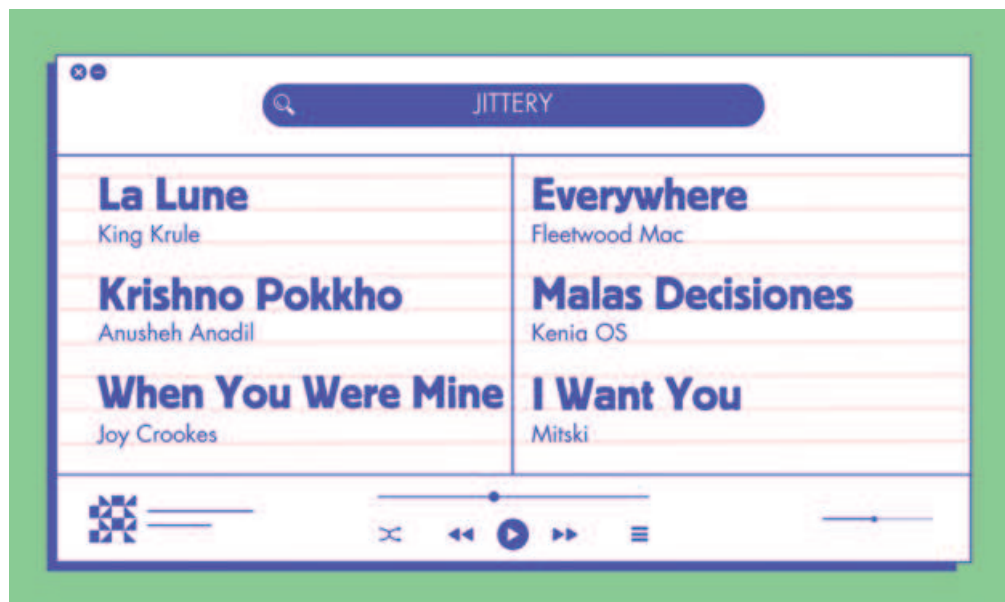 JITTERY
La Lune
King Krule
Krishno Pokkho
Anusheh Anadil
When You Were Mine
Joy Crookes
Everywhere
Fleetwood Mac
Malas Decisiones
Kenia OS
I Want You
Mitski